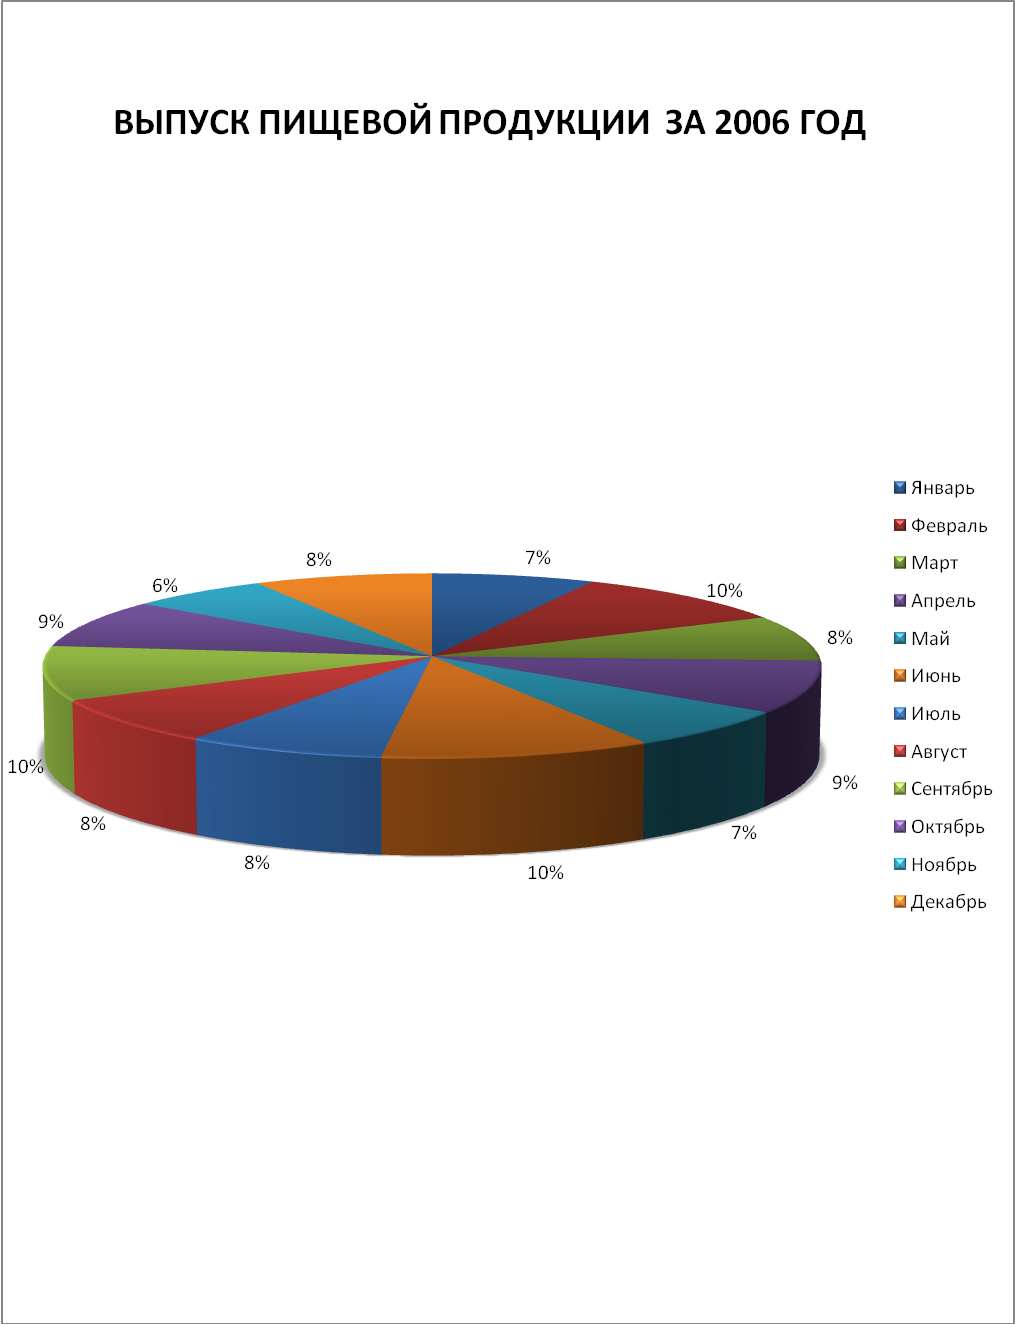 ВЫПУСК ПИЩЕВОЙ ПРОДУКЦИИ ЗА 2006 ГОД
7%
10%
8%
9%
7%
10%
8%
8%
10%
9%
6%
8%
Январь
Февраль
Март
Апрель
Май
Июнь
Июль
Август
Сентябрь
Октябрь
Ноябрь
Декабрь